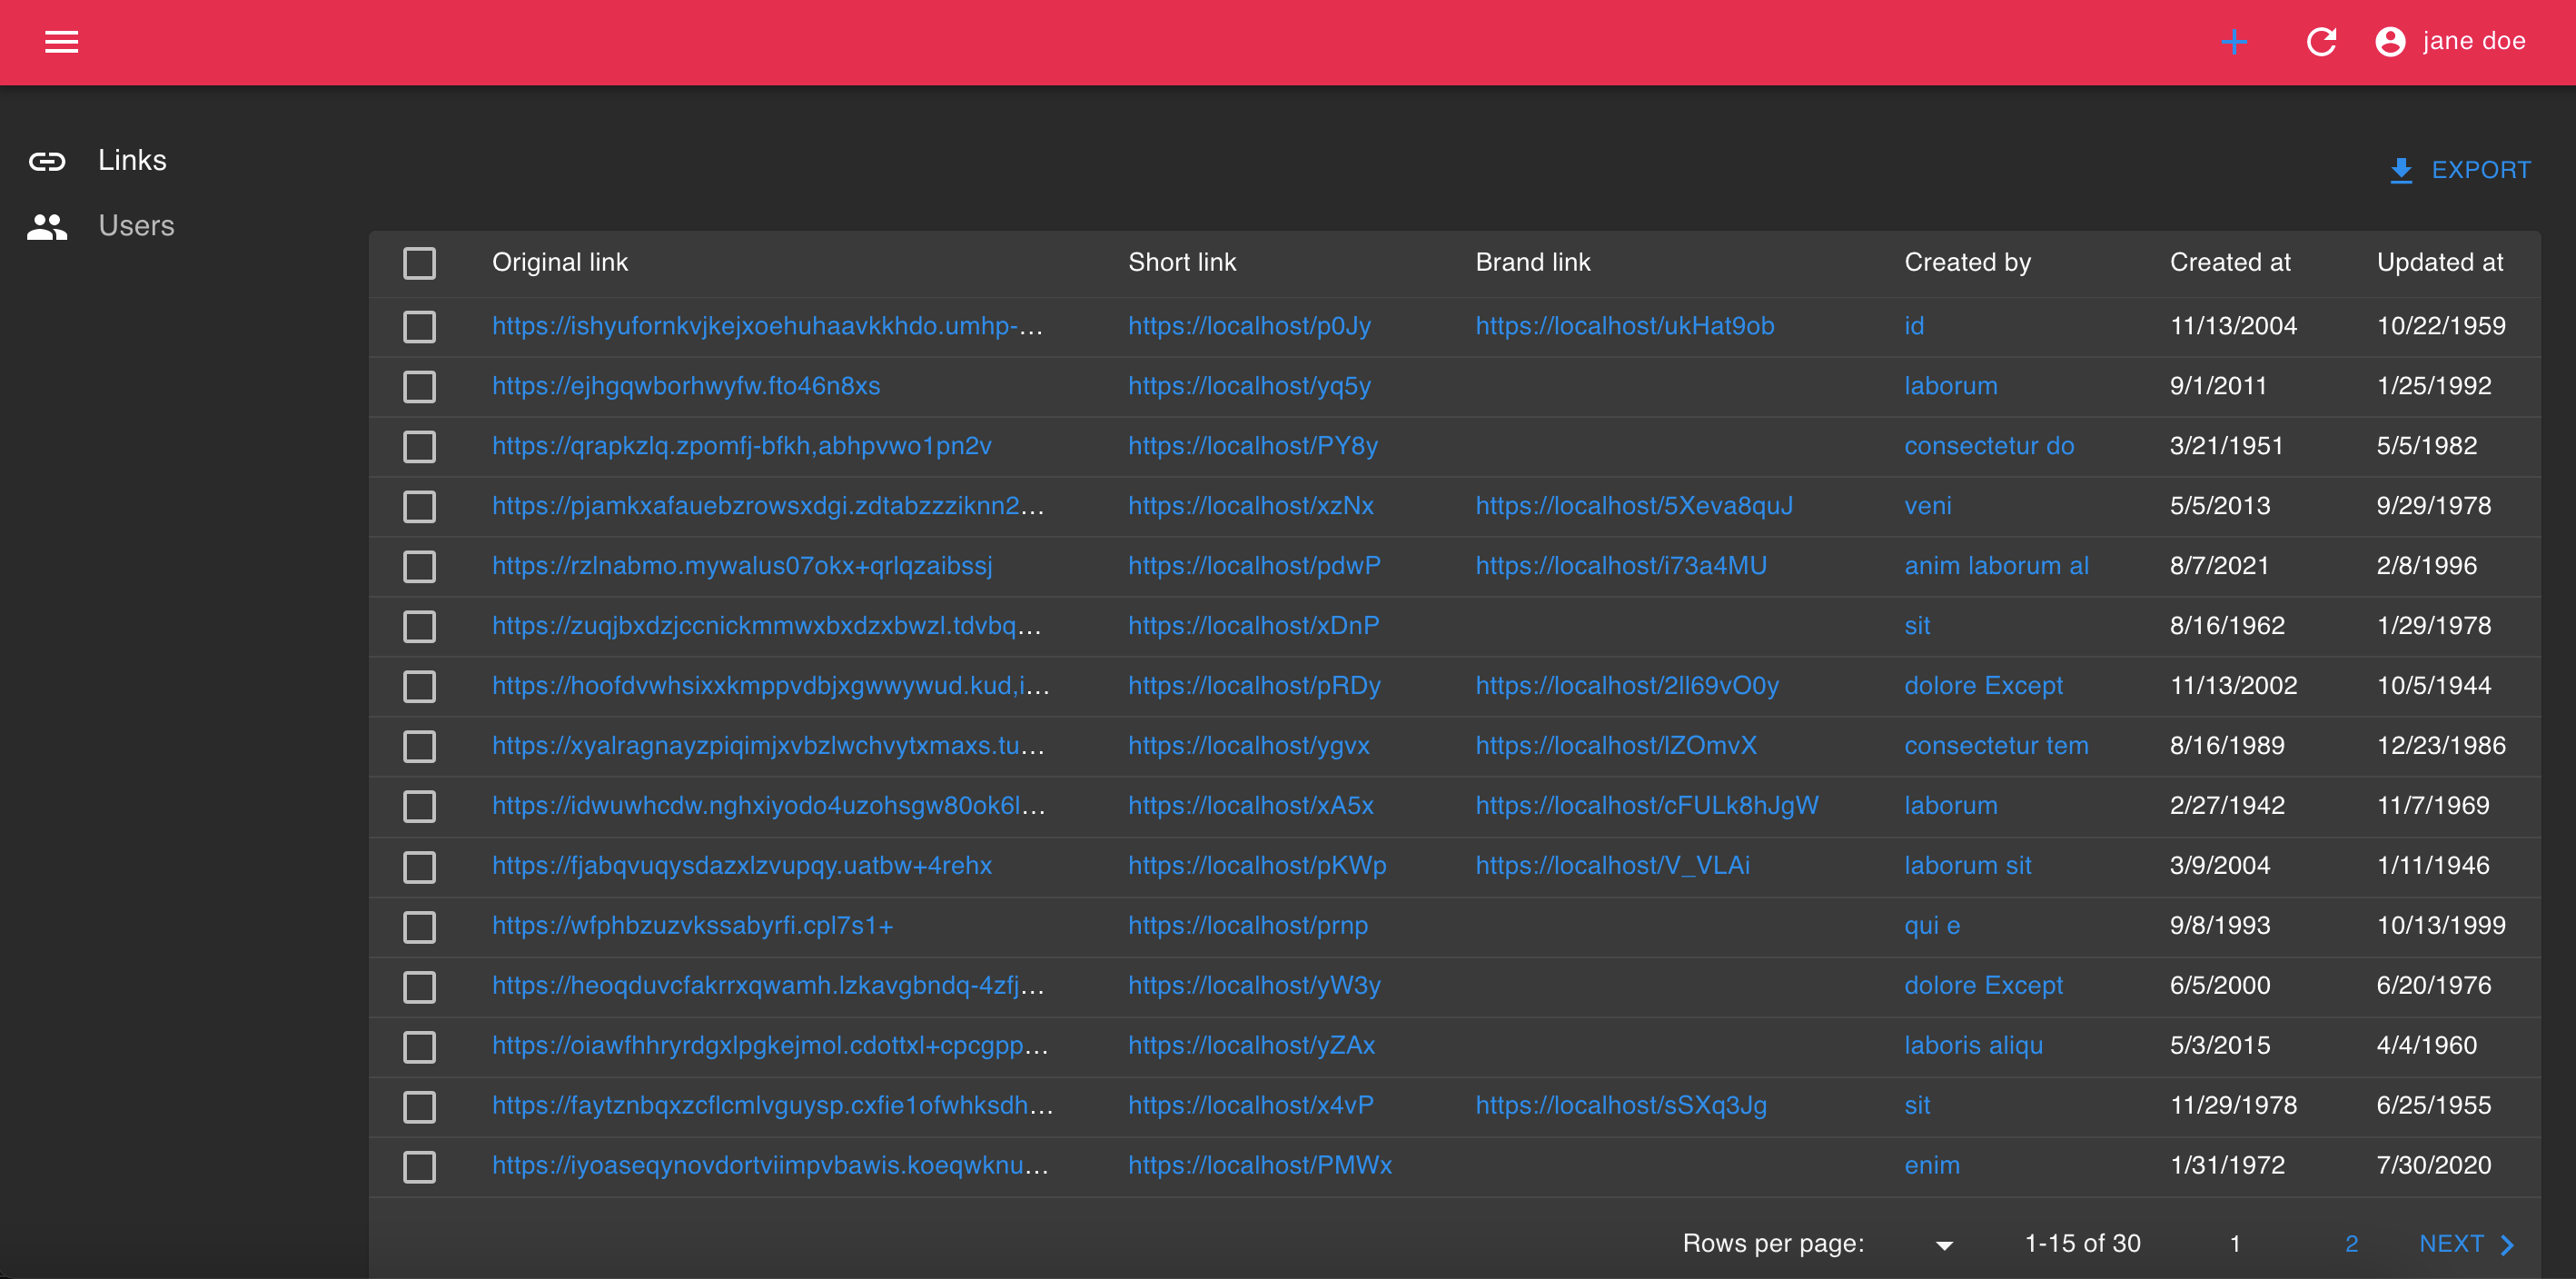 jane doe
Links
Users
EXPORT
Original link Short link Brand link Created by Created at Updated at
https://ishyufornkvjkejxoehuhaavkkhdo.umhp-... https://localhost/p0Jy https://localhost/ukHat9ob id 11/13/2004 10/22/1959
https://ejhgqwborhwyfw.fto46n8xs https://localhost/yq5y laborum 9/1/2011 1/25/1992
https://qrapkzlq.zpomfj-bfkh,abhpvwo1pn2v https://localhost/PY8y consectetur do 3/21/1951 5/5/1982
https://pjamkxafauebzrowsxdgi.zdtabzzziknn2... https://localhost/xzNx https://localhost/5Xeva8quJ veni 5/5/2013 9/29/1978
https://rzlnabmo.mywalus07okx+qrlqzaibssj https://localhost/pdwP https://localhost/i73a4MU anim laborum al 8/7/2021 2/8/1996
https://zuqjbxdzjccnickmmwxbxdzxbwzl.tdvbq... https://localhost/xDnP sit 8/16/1962 1/29/1978
https://hoofdvwhsixxkmppvdbjxgwwywud.kud,i... https://localhost/pRDy https://localhost/2ll69vO0y dolore Except 11/13/2002 10/5/1944
https://xyalragnayzpiqimjxvbzlwchvytxmaxs.tu... https://localhost/ygvx https://localhost/lZOmvX consectetur tem 8/16/1989 12/23/1986
https://idwuwhcdw.nghxiyodo4uzohsgw80ok6l... https://localhost/xA5x https://localhost/cFULk8hJgW laborum 2/27/1942 11/7/1969
https://fjabqvuqysdazxlzvupqy.uatbw+4rehx https://localhost/pKWp https://localhost/V_VLAi laborum sit 3/9/2004 1/11/1946
https://wfphbzuzvkssabyrfi.cpl7s1+ https://localhost/prnp qui e 9/8/1993 10/13/1999
https://heoqduvcfakrrxqwamh.lzkavgbndq-4zfj... https://localhost/yW3y dolore Except 6/5/2000 6/20/1976
https://oiawfhhryrdgxlpgkejmol.cdottxl+cpcgpp... https://localhost/yZAx laboris aliqu 5/3/2015 4/4/1960
https://faytznbqxzcflcmlvguysp.cxfie1ofwhksdh... https://localhost/x4vP https://localhost/sSXq3Jg sit 11/29/1978 6/25/1955
https://iyoaseqynovdortviimpvbawis.koeqwknu... https://localhost/PMWx enim 1/31/1972 7/30/2020
Rows per page: 1-15 of 30 1 2 NEXT